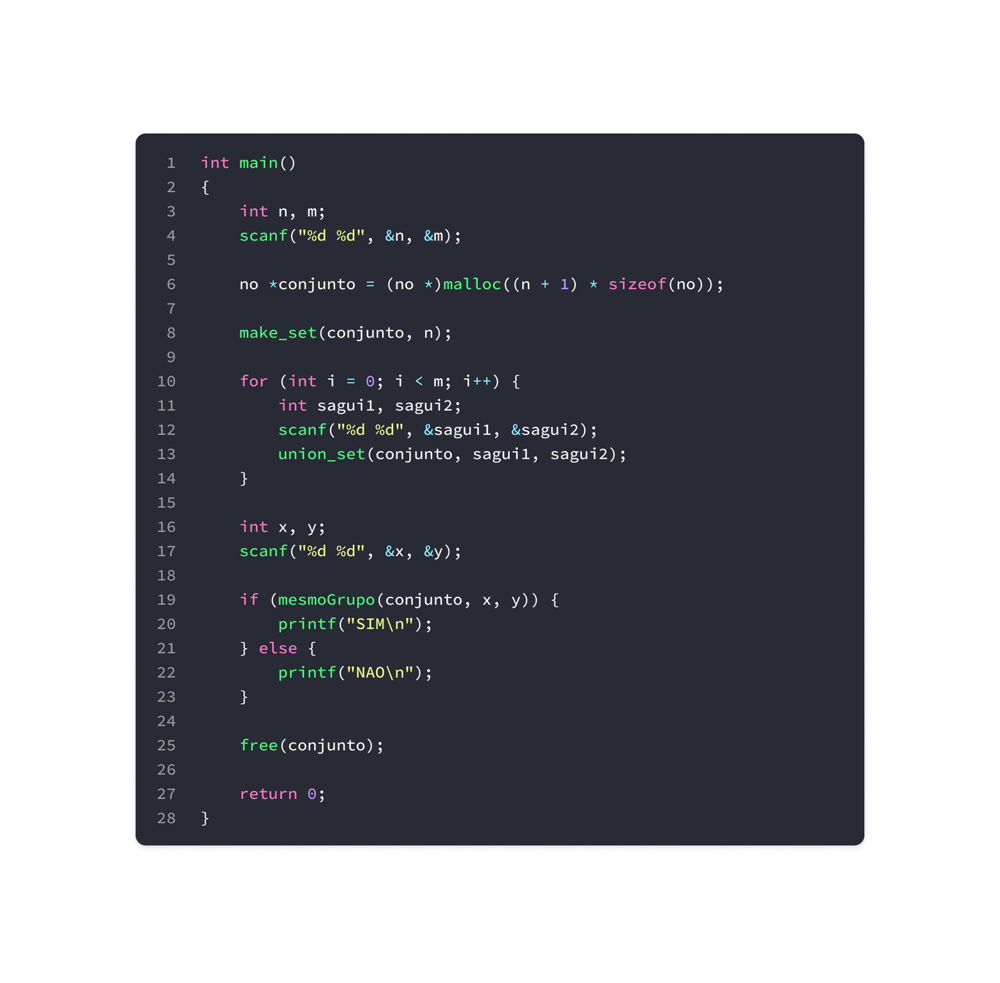 1 int main()
2 {
3     int n, m;
4     scanf("%d %d", &n, &m);
5
6     no *conjunto = (no *)malloc((n + 1) * sizeof(no));
7
8     make_set(conjunto, n);
9
10     for (int i = 0; i < m; i++) {
11         int sagui1, sagui2;
12         scanf("%d %d", &sagui1, &sagui2);
13         union_set(conjunto, sagui1, sagui2);
14     }
15
16     int x, y;
17     scanf("%d %d", &x, &y);
18
19     if (mesmoGrupo(conjunto, x, y)) {
20         printf("SIM\n");
21     } else {
22         printf("NAO\n");
23     }
24
25     free(conjunto);
26
27     return 0;
28 }